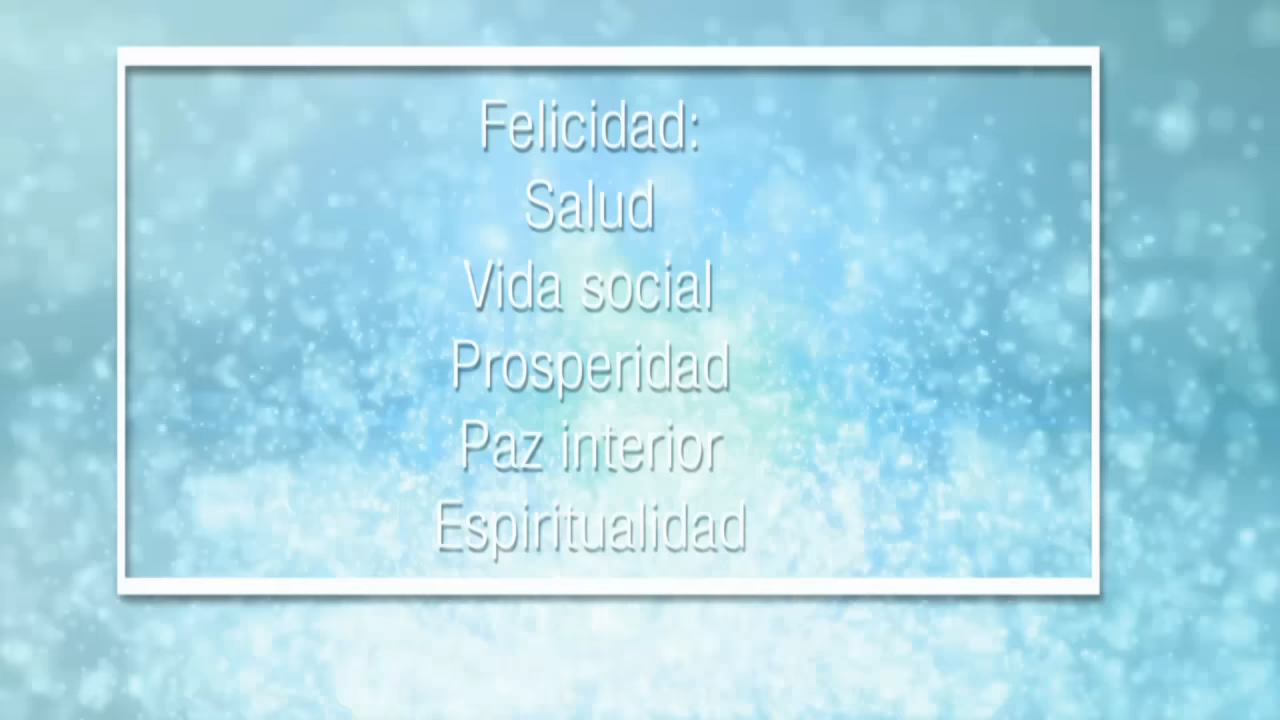 Felicidad:
Salud
Vida social
Prosperidad
Paz interior
Espiritualidad